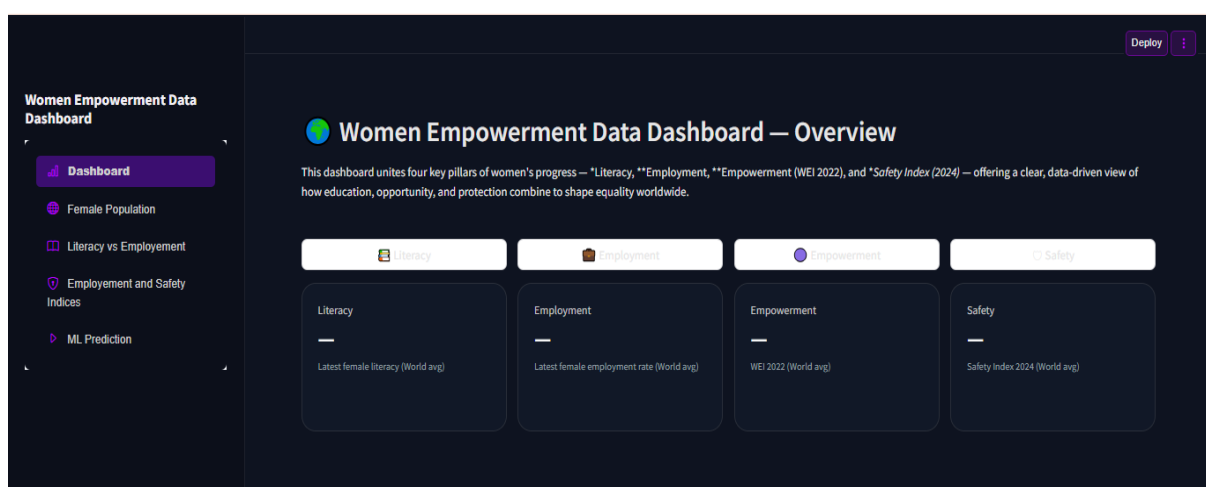 Deploy
Women Empowerment Data
Dashboard
Dashboard
Female Population
Literacy vs Employement
Employement and Safety
Indices
ML Prediction
Women Empowerment Data Dashboard — Overview
This dashboard unites four key pillars of women's progress — *Literacy, **Employment, **Empowerment (WEI 2022), and *Safety Index (2024) — offering a clear, data-driven view of
how education, opportunity, and protection combine to shape equality worldwide.
Literacy
Employment
Empowerment
Safety
Literacy
—
Latest female literacy (World avg)
Employment
—
Latest female employment rate (World avg)
Empowerment
—
WEI 2022 (World avg)
Safety
—
Safety Index 2024 (World avg)